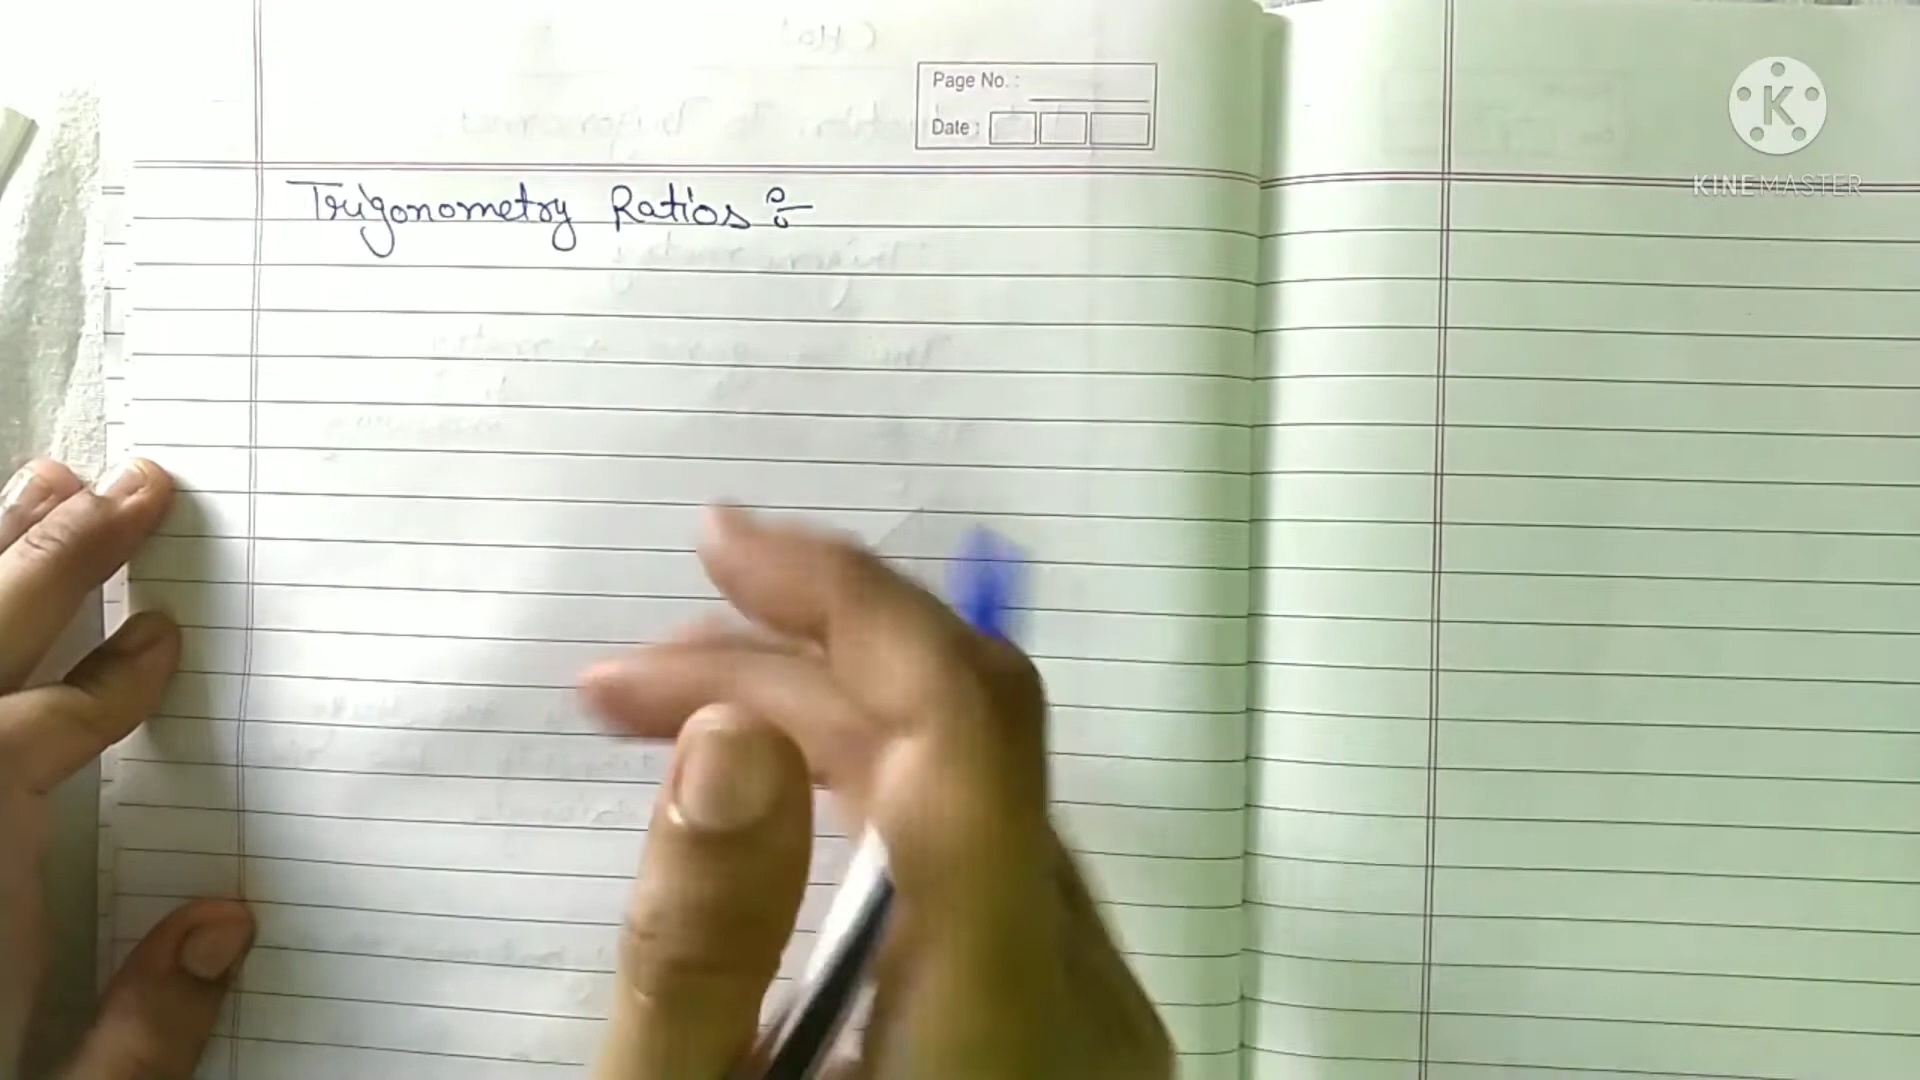 Page No. :
Date :
KINEMASTER
Trigonometry Ratios :-